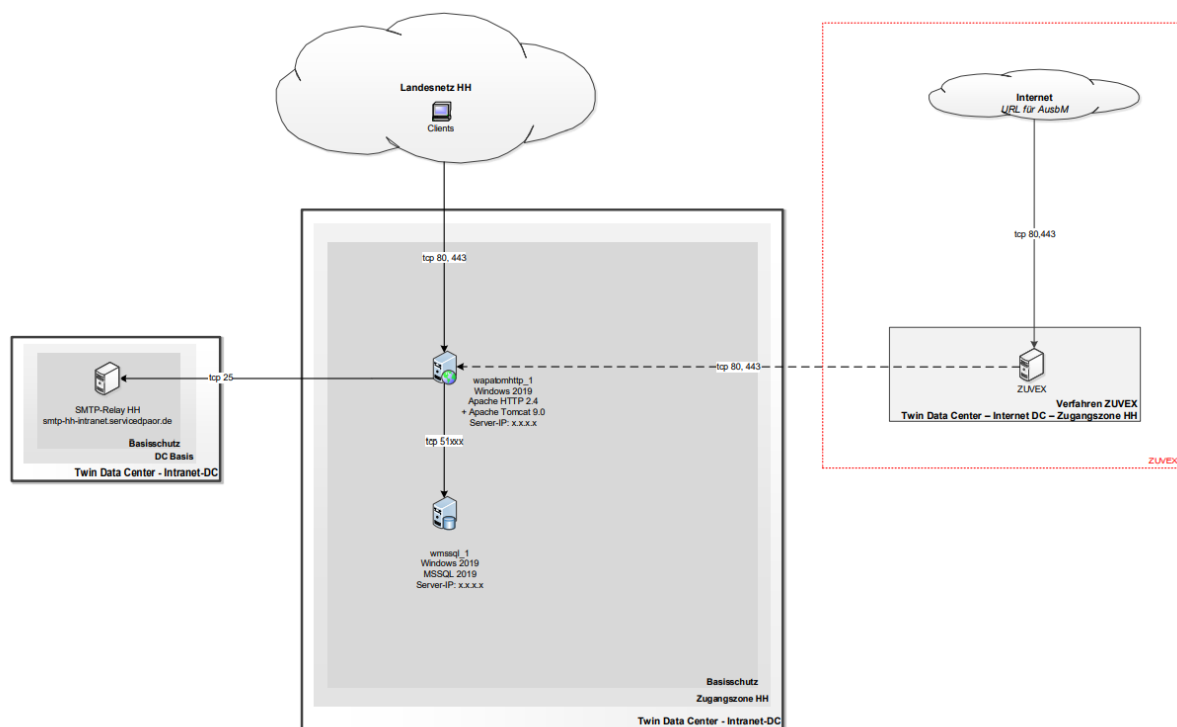 Landesnetz HH
Clients
Internet
URL für AusbM
tcp 80, 443
tcp 80,443
tcp 25
tcp 80, 443
SMTP-Relay HH
smtp-hh-intranet.servicedpaor.de
Basisschutz
DC Basis
Twin Data Center - Intranet-DC
wapatomhttp_1
Windows 2019
Apache HTTP 2.4
+ Apache Tomcat 9.0
Server-IP: x.x.x.x
ZUVEX
Verfahren ZUVEX
Twin Data Center – Internet DC – Zugangszone HH
ZUVEX
tcp 51xxx
wmssql_1
Windows 2019
MSSQL 2019
Server-IP: x.x.x.x
Basisschutz
Zugangszone HH
Twin Data Center - Intranet-DC